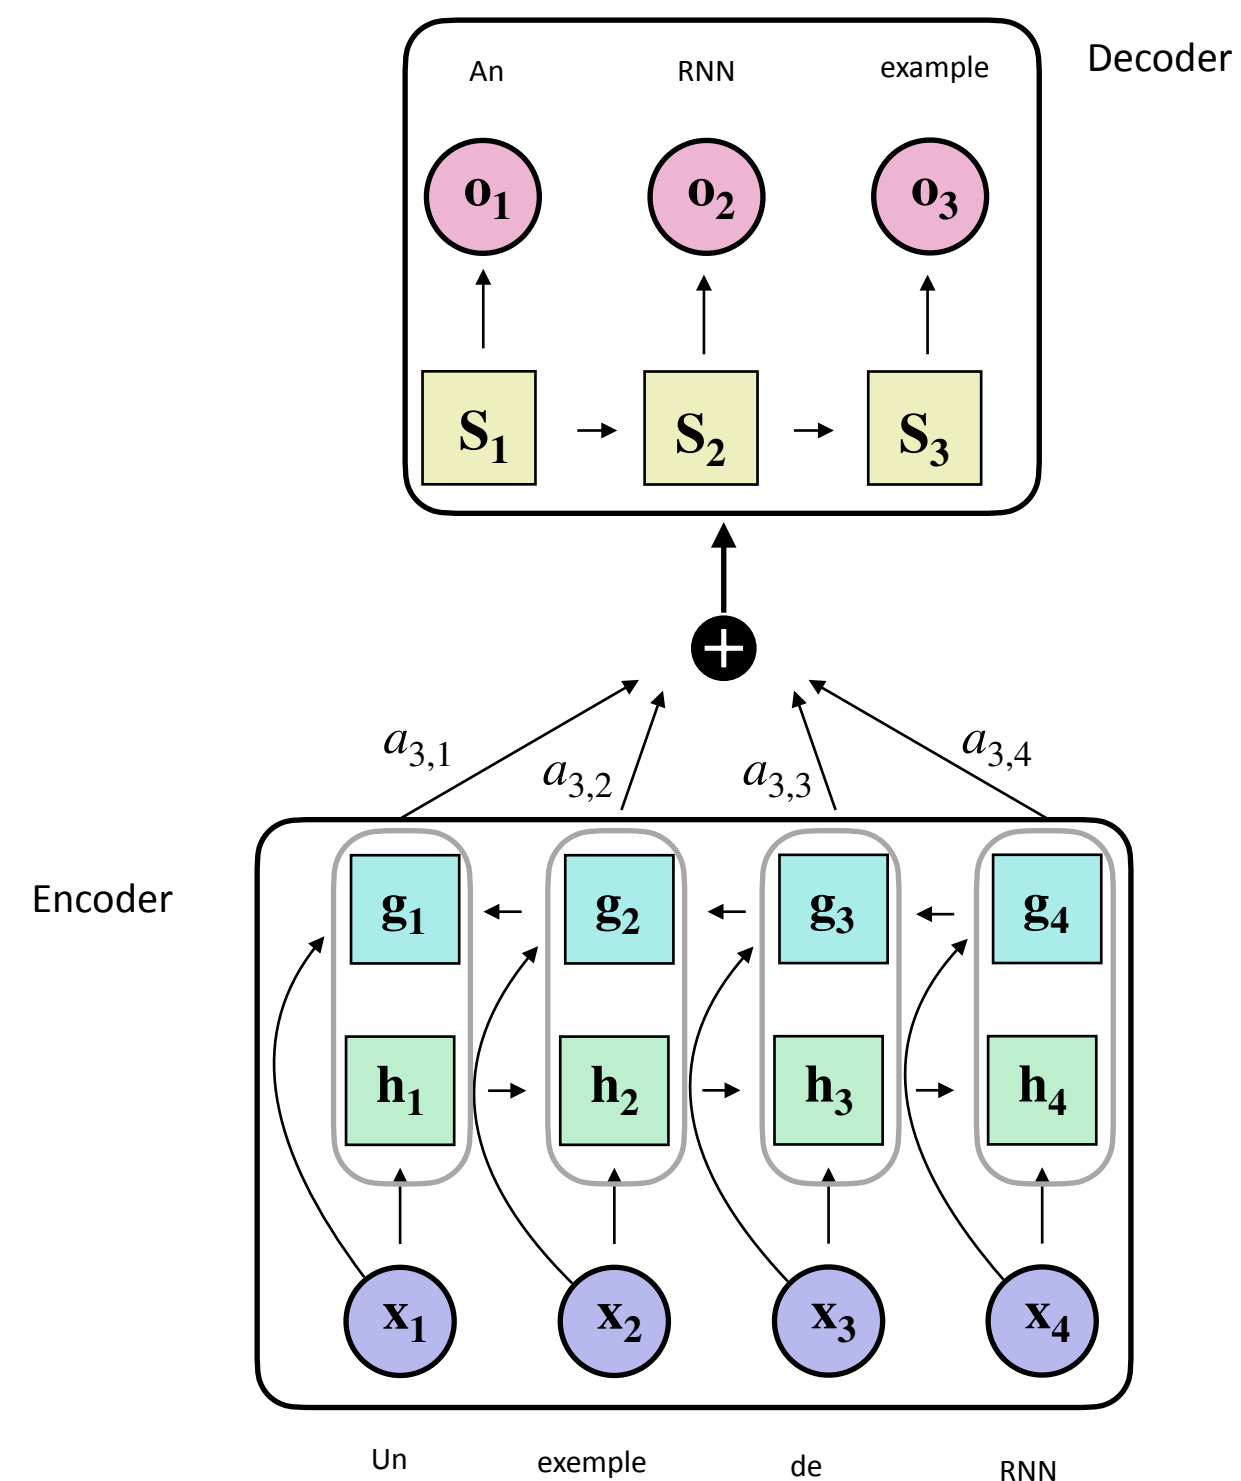 Decoder
An RNN example
o1 o2 o3
S1 S2 S3
+
a3,1 a3,2 a3,3 a3,4
Encoder
g1 g2 g3 g4
h1 h2 h3 h4
x1 x2 x3 x4
Un exemple de RNN